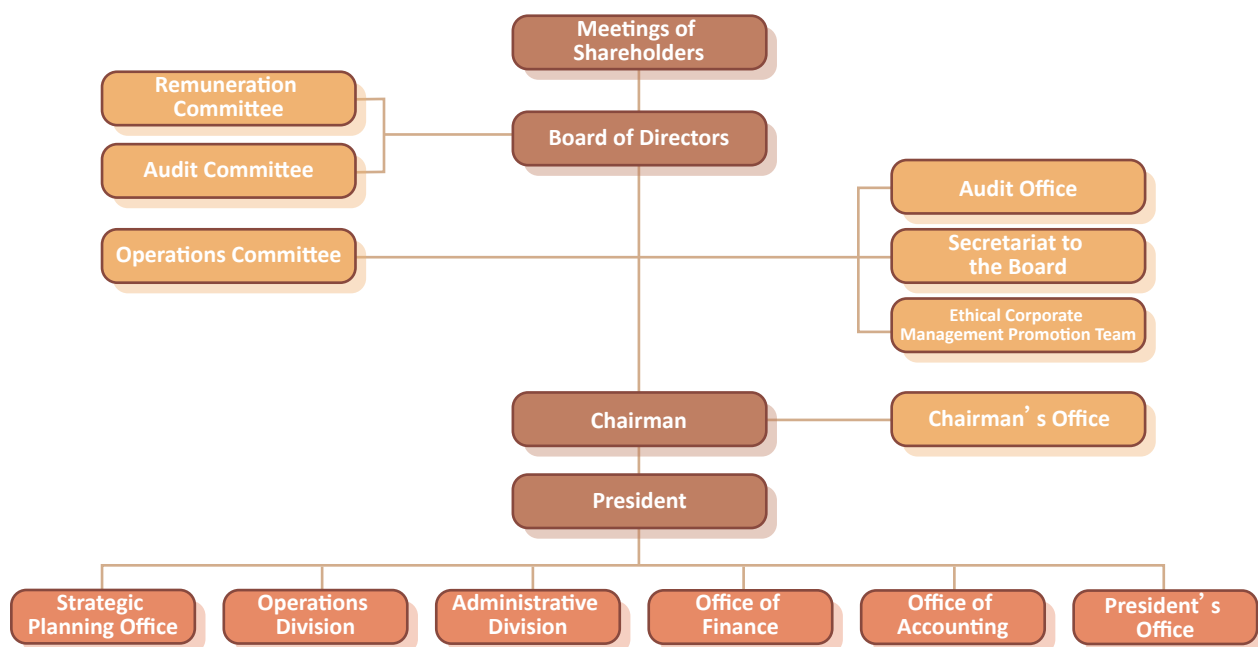 Meetings of
Shareholders
Remuneration
Committee
Board of Directors
Audit Committee
Audit Office
Operations Committee
Secretariat to
the Board
Ethical Corporate
Management Promotion Team
Chairman
Chairman’s Office
President
Strategic
Planning Office
Operations
Division
Administrative
Division
Office of
Finance
Office of
Accounting
President’s
Office